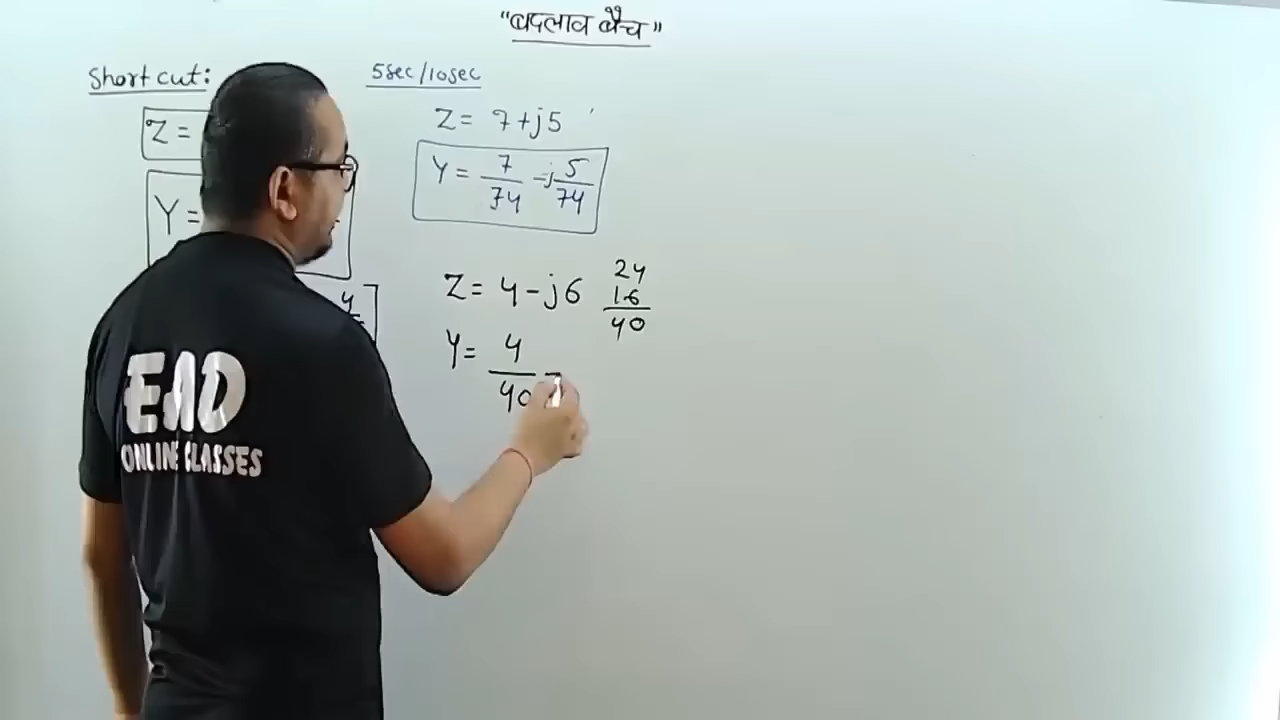 "बदलाव बैच"
Short cut:
5sec/10sec
Z =
Y =
Z = 7+j5
Y = 7/74 - j 5/74
Z = 4 - j6
24
16
40
Y = 4/40 -
EAD
ONLINE CLASSES